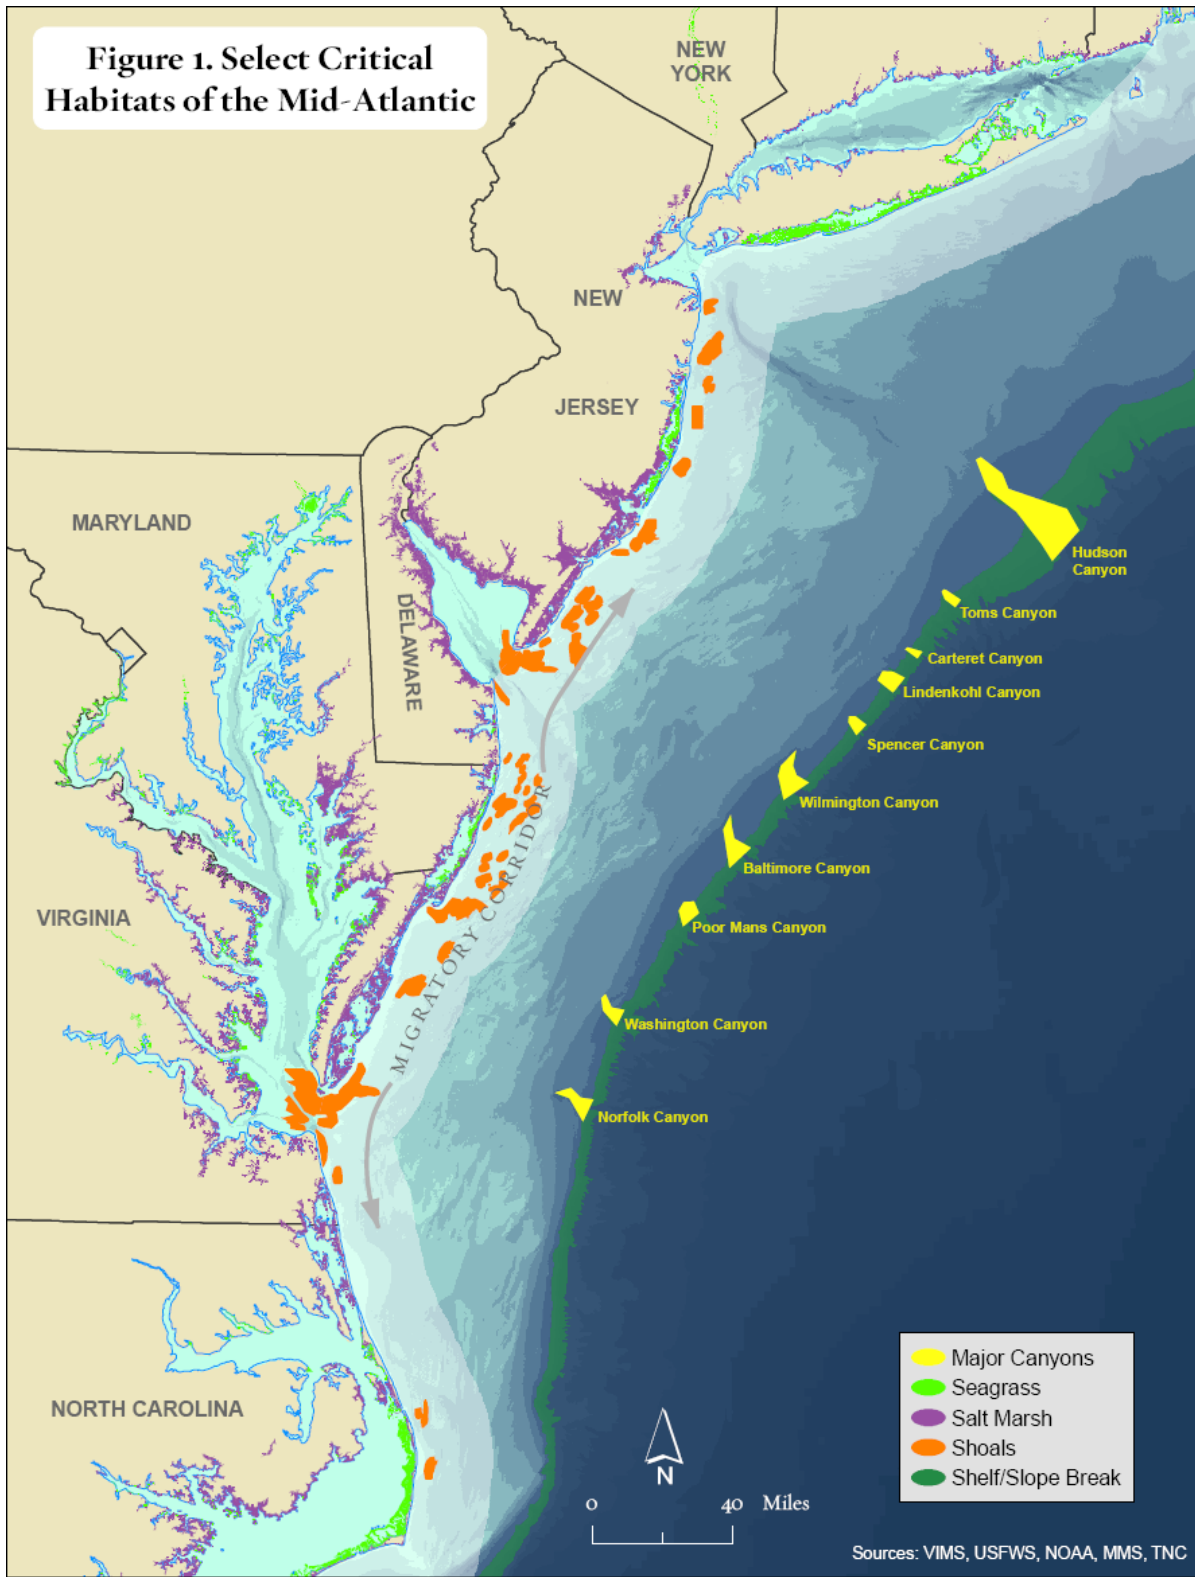 Figure 1. Select Critical
Habitats of the Mid-Atlantic
NEW
YORK
NEW
JERSEY
MARYLAND
DELAWARE
VIRGINIA
NORTH CAROLINA
MIGRATORY CORRIDOR
Hudson
Canyon
Toms Canyon
Carteret Canyon
Lindenkohl Canyon
Spencer Canyon
Wilmington Canyon
Baltimore Canyon
Poor Mans Canyon
Washington Canyon
Norfolk Canyon
Major Canyons
Seagrass
Salt Marsh
Shoals
Shelf/Slope Break
N
0 40 Miles
Sources: VIMS, USFWS, NOAA, MMS, TNC